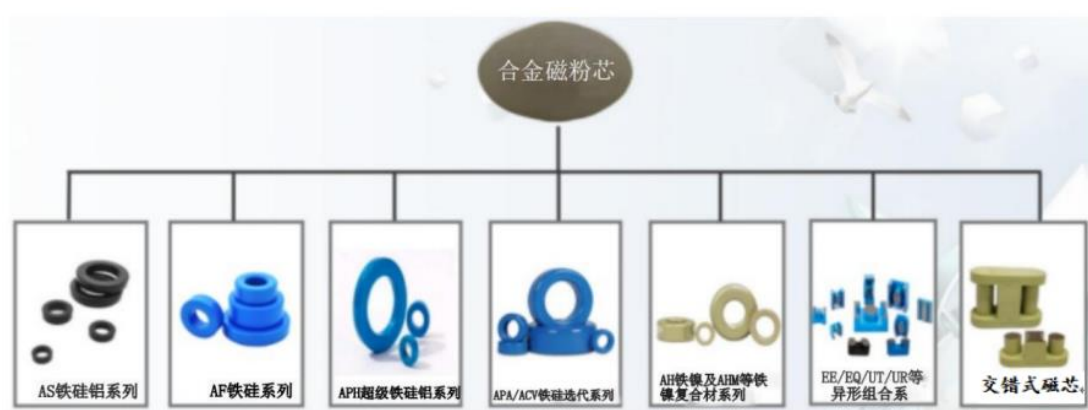 合金磁粉芯
AS铁硅铝系列
AF铁硅系列
APH超级铁硅铝系列
APA/ACV铁硅迭代系列
AH铁镍及AHM等铁
镍复合材系列
EE/EQ/UT/UR等
异形组合系
交错式磁芯